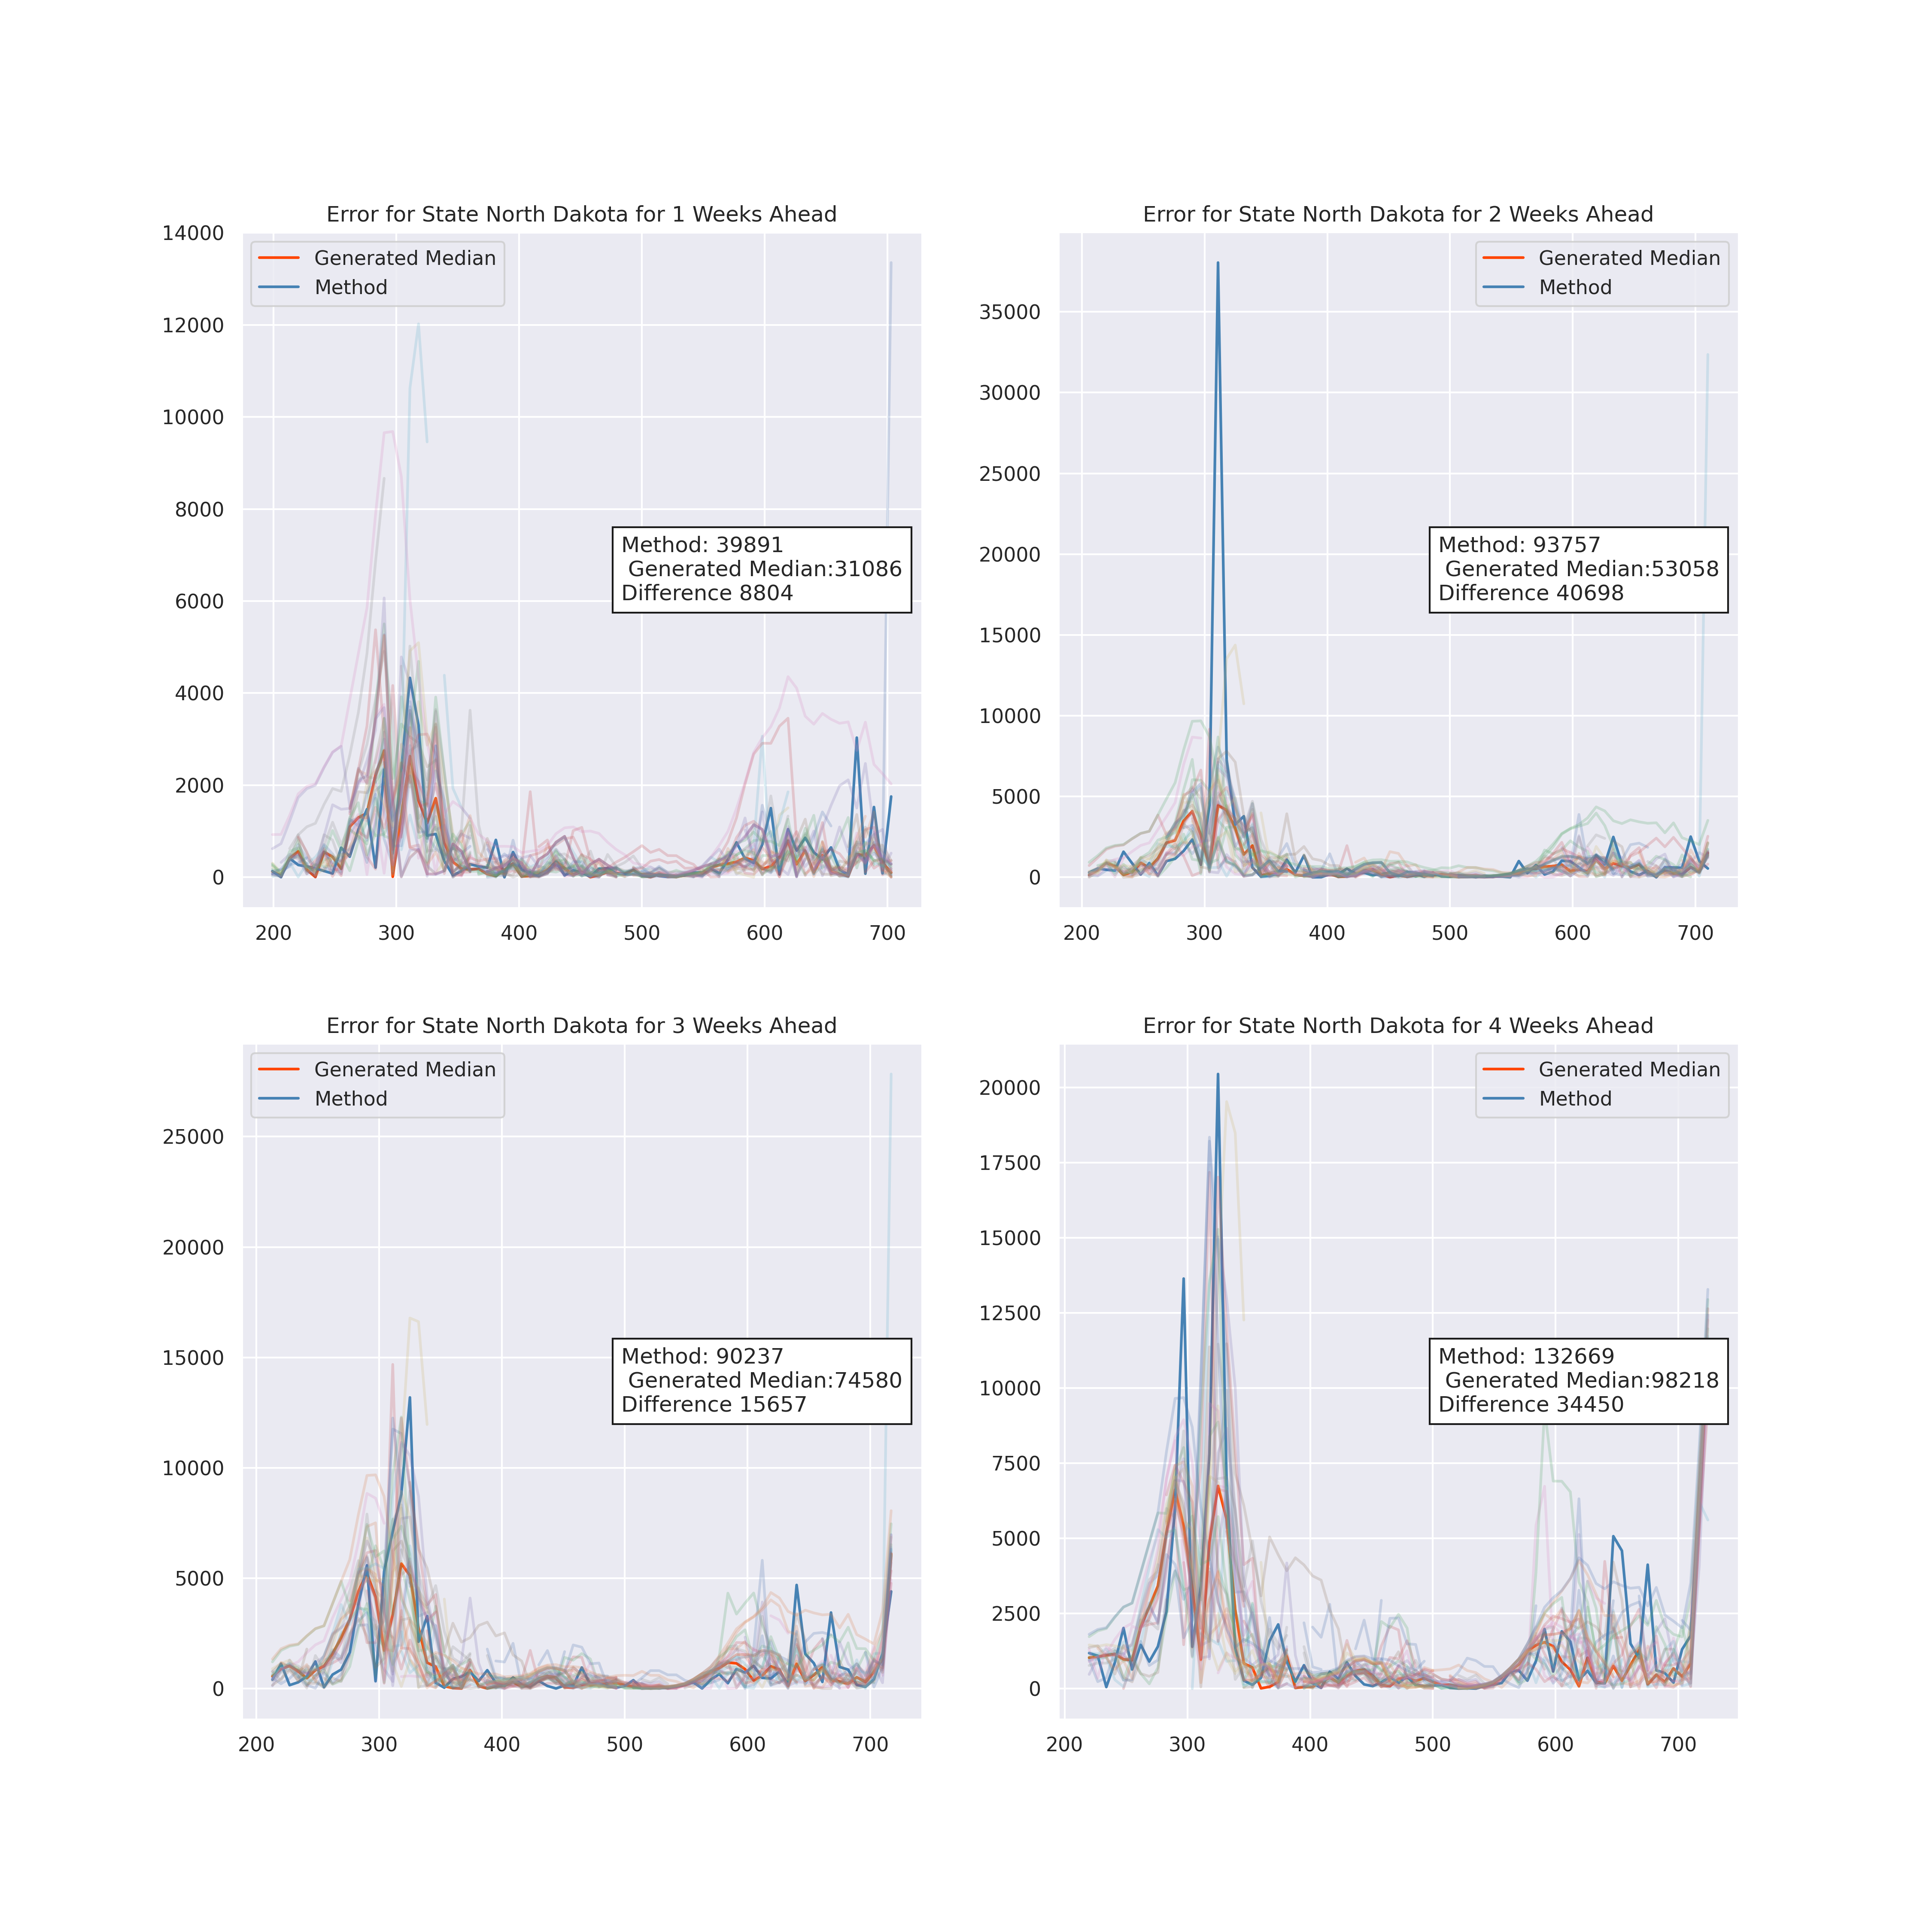 Error for State North Dakota for 1 Weeks Ahead
14000
12000
10000
8000
6000
4000
2000
0
Generated Median
Method
Method: 39891
Generated Median:31086
Difference 8804
200 300 400 500 600 700
Error for State North Dakota for 2 Weeks Ahead
35000
30000
25000
20000
15000
10000
5000
0
Generated Median
Method
Method: 93757
Generated Median:53058
Difference 40698
200 300 400 500 600 700
Error for State North Dakota for 3 Weeks Ahead
25000
20000
15000
10000
5000
0
Generated Median
Method
Method: 90237
Generated Median:74580
Difference 15657
200 300 400 500 600 700
Error for State North Dakota for 4 Weeks Ahead
20000
17500
15000
12500
10000
7500
5000
2500
0
Generated Median
Method
Method: 132669
Generated Median:98218
Difference 34450
200 300 400 500 600 700